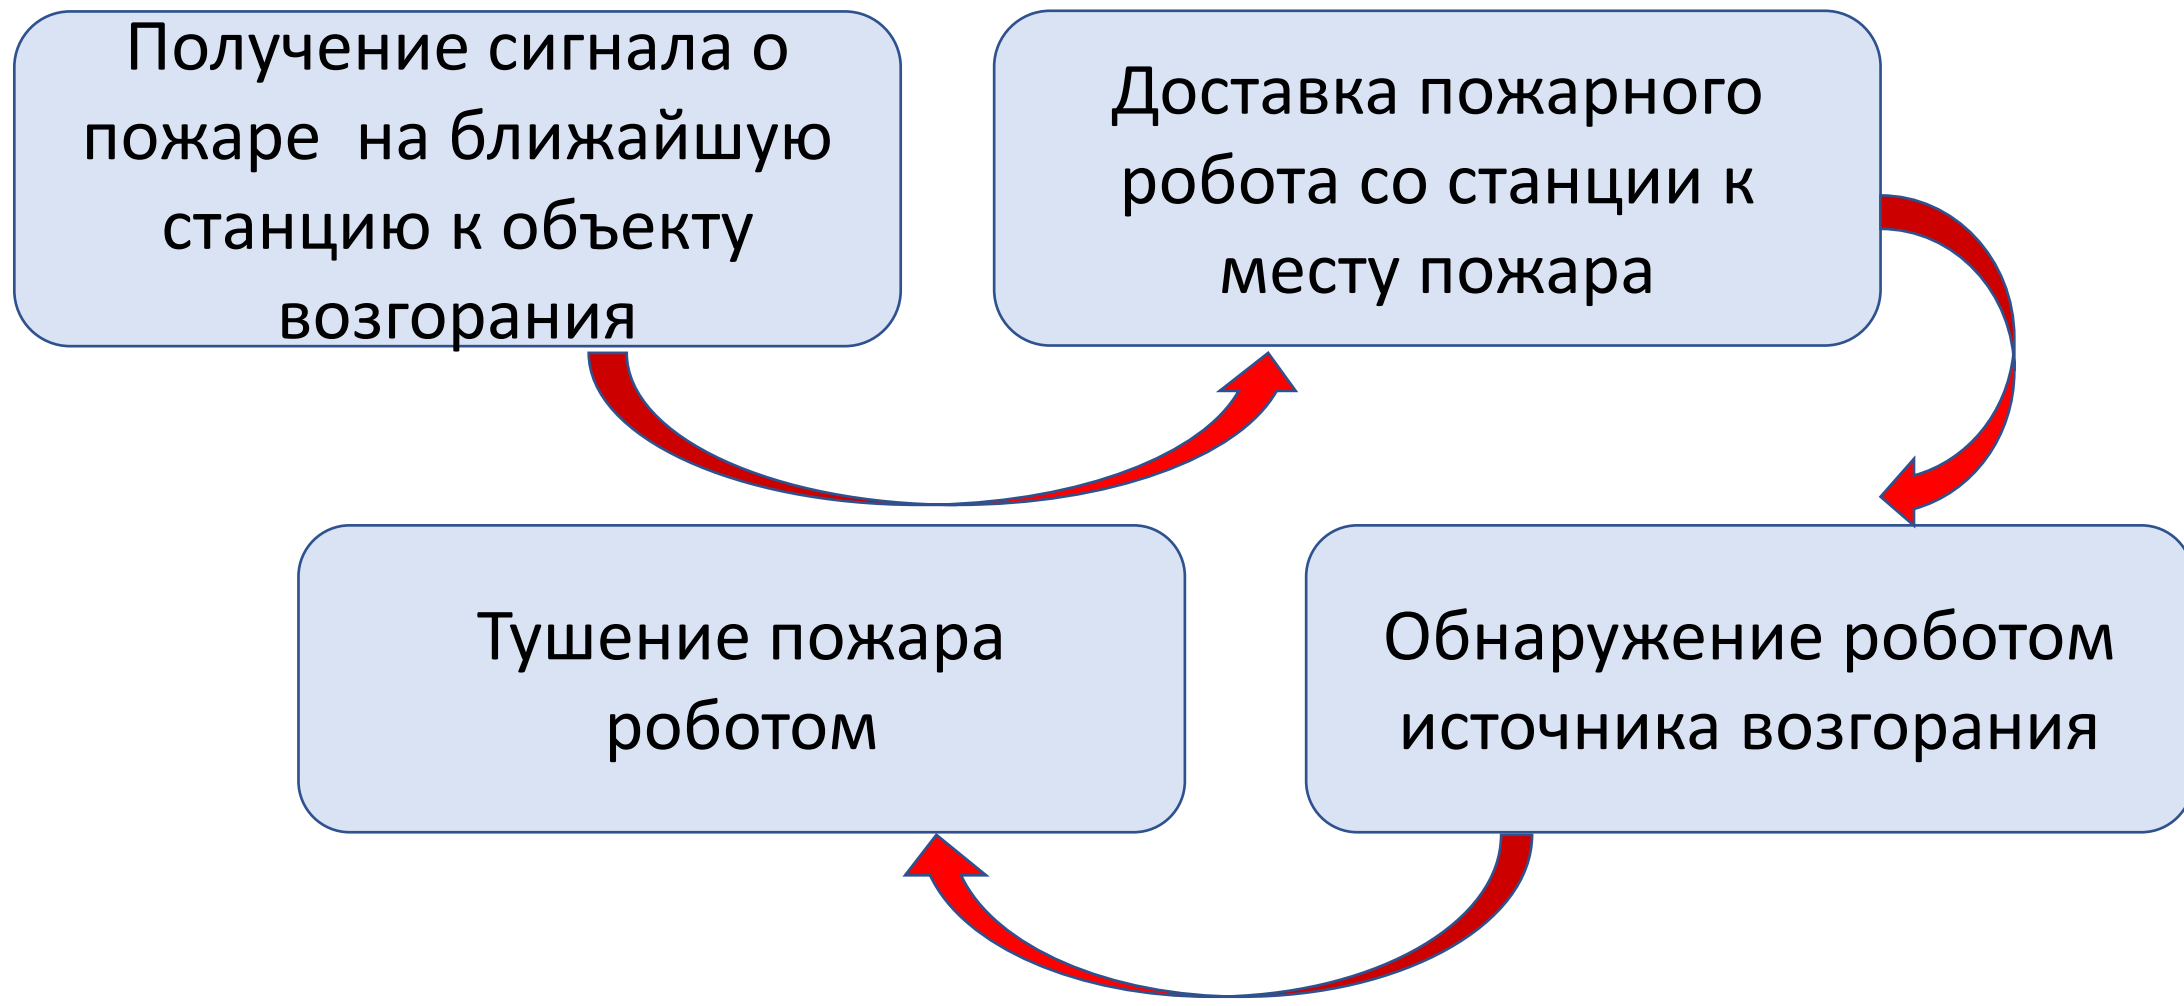 Получение сигнала о
пожаре  на ближайшую
станцию к объекту
возгорания
Доставка пожарного
робота со станции к
месту пожара
Тушение пожара
роботом
Обнаружение роботом
источника возгорания